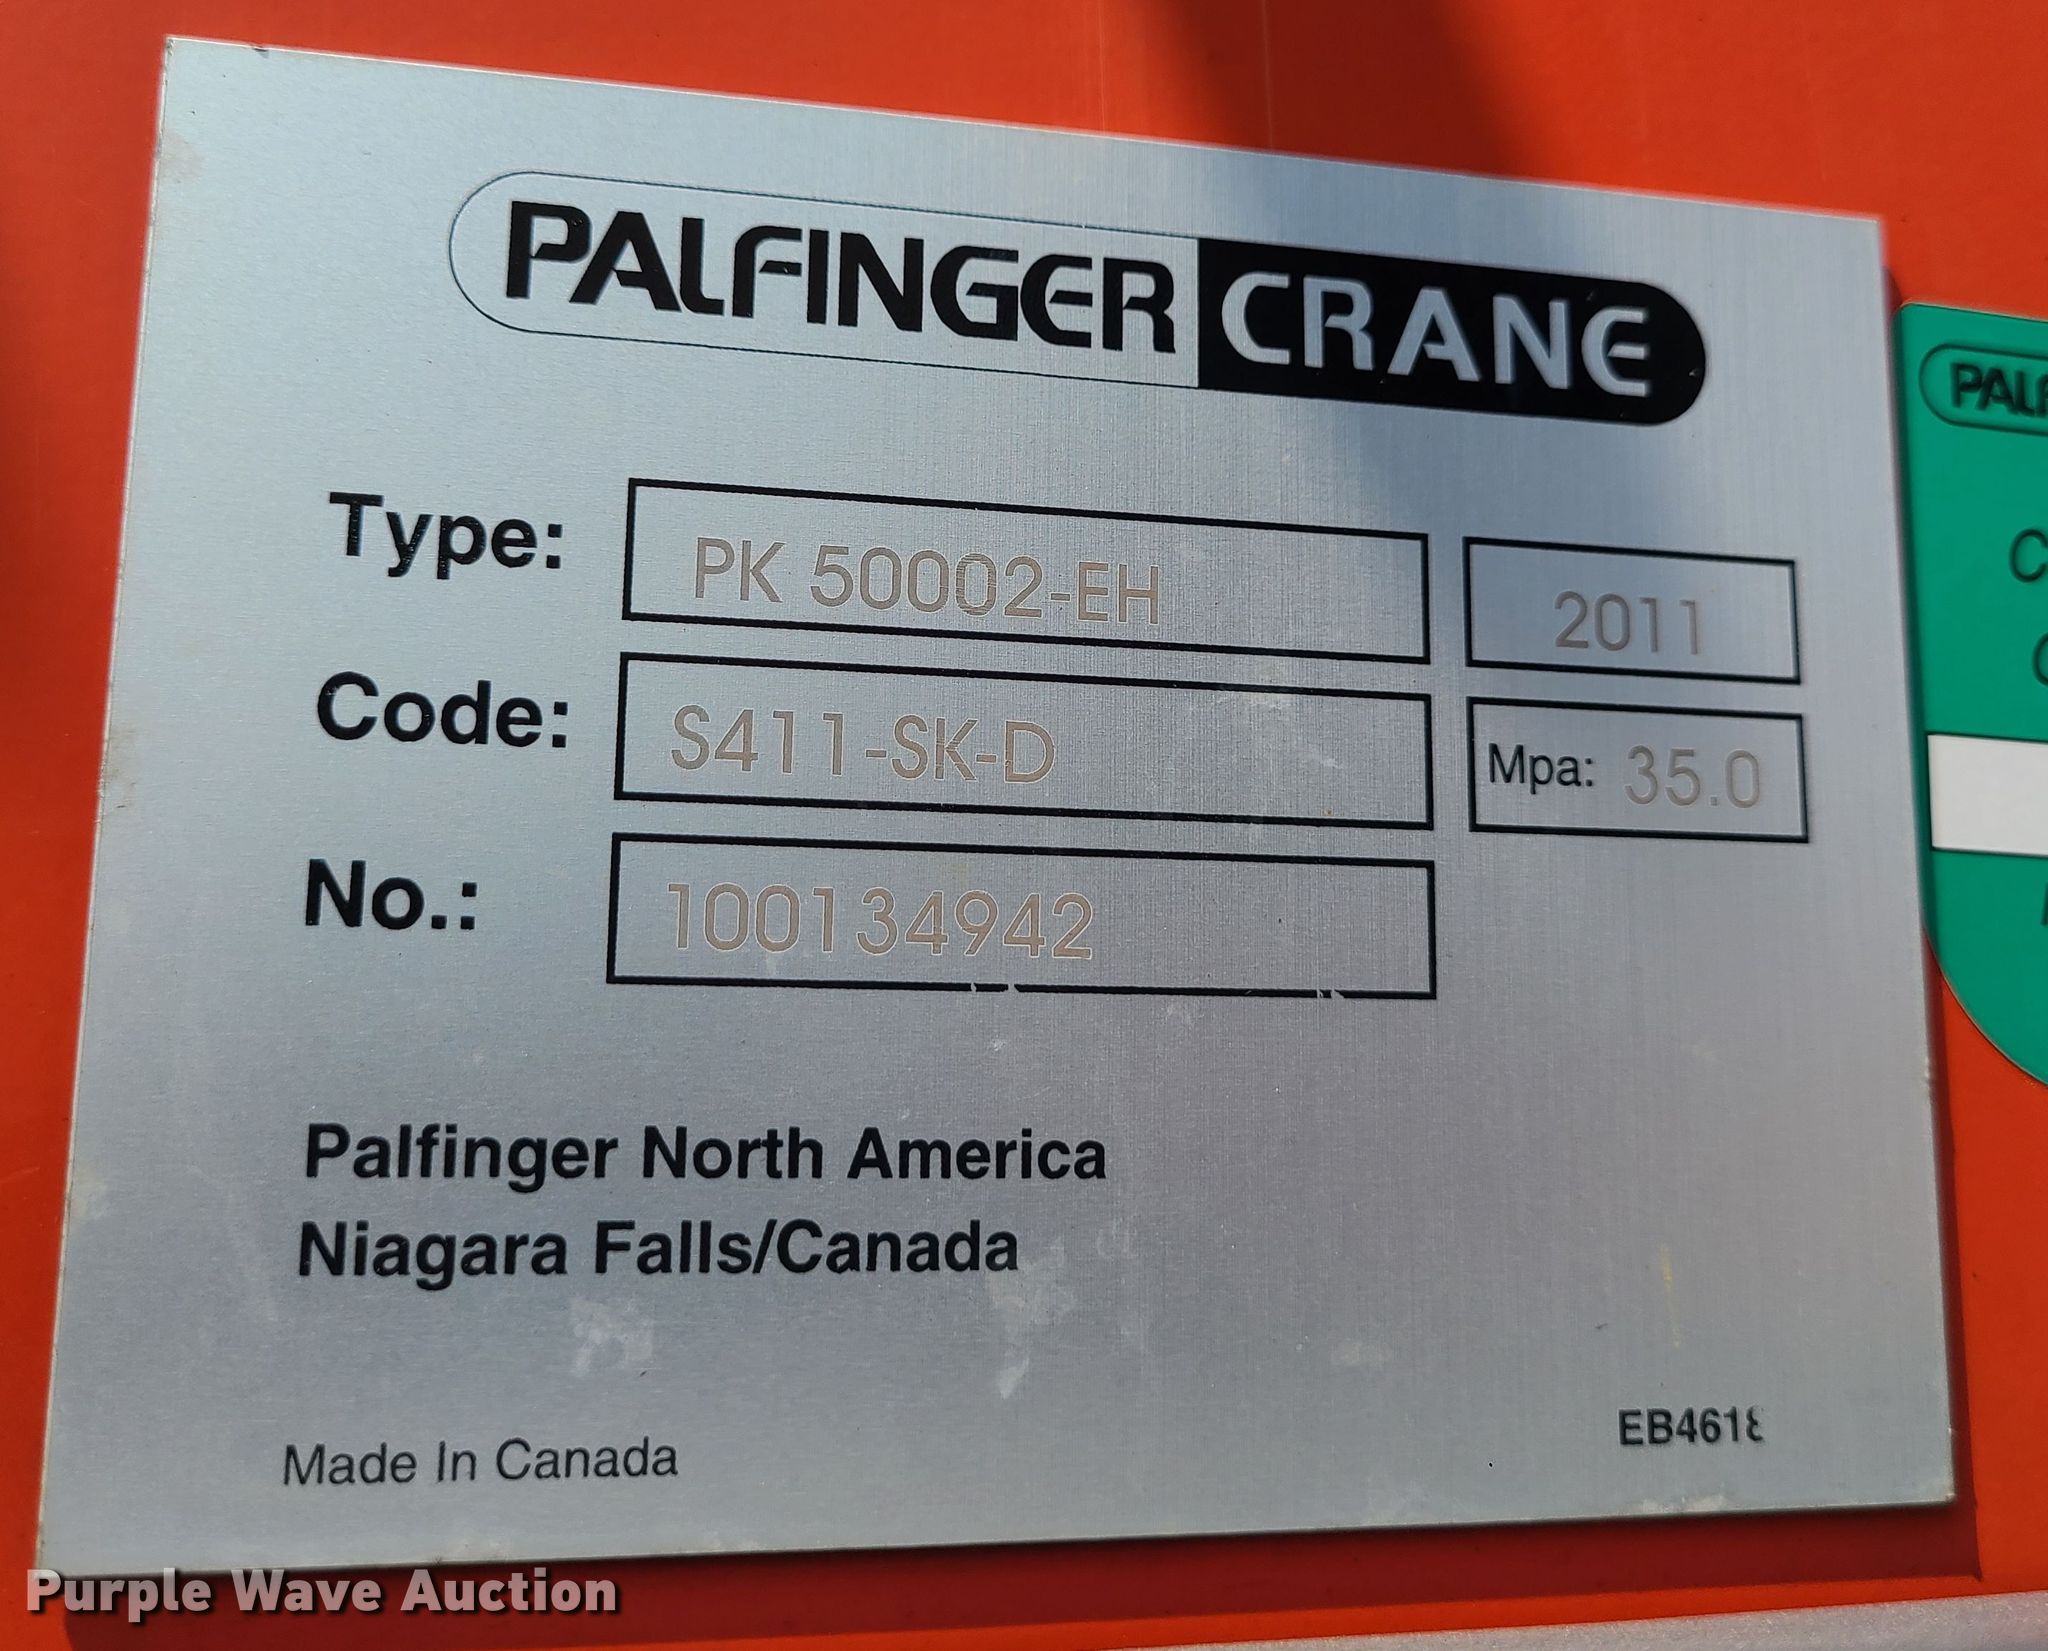 PALFINGER CRANE
Type: PK 50002-EH 2011
Code: S411-SK-D Mpa: 35.0
No.: 100134942
Palfinger North America
Niagara Falls/Canada
Made In Canada
EB4618
Purple Wave Auction